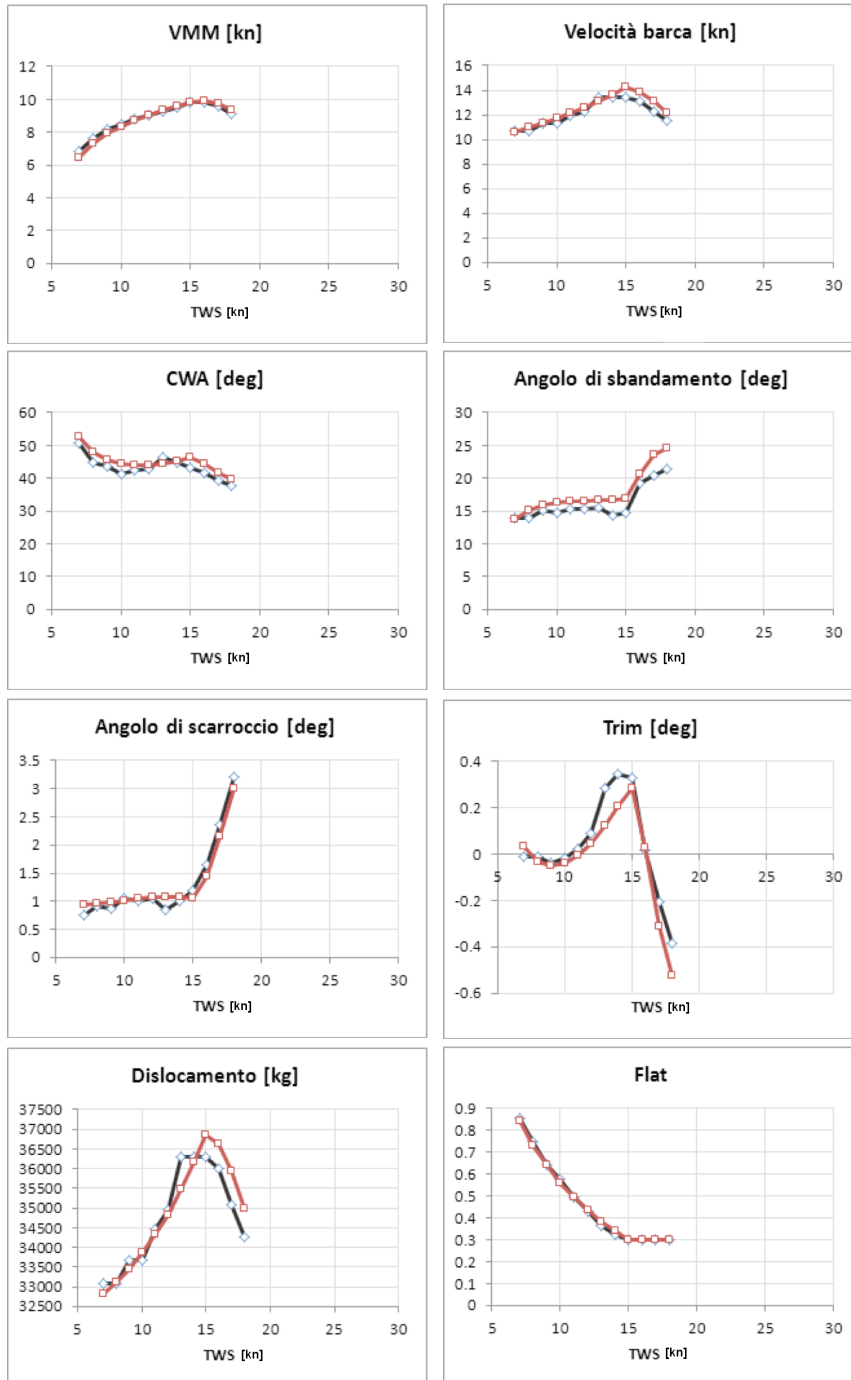 VMM [kn]
12
10
8
6
4
2
0
5 10 15 20 25 30
TWS [kn]
Velocità barca [kn]
16
14
12
10
8
6
4
2
0
5 10 15 20 25 30
TWS [kn]
CWA [deg]
60
50
40
30
20
10
0
5 10 15 20 25 30
TWS [kn]
Angolo di sbandamento [deg]
30
25
20
15
10
5
0
5 10 15 20 25 30
TWS [kn]
Angolo di scarroccio [deg]
3.5
3
2.5
2
1.5
1
0.5
0
5 10 15 20 25 30
TWS [kn]
Trim [deg]
0.4
0.2
0
5 10 15 20 25 30
-0.2
-0.4
-0.6
TWS [kn]
Dislocamento [kg]
37500
37000
36500
36000
35500
35000
34500
34000
33500
33000
32500
5 10 15 20 25 30
TWS [kn]
Flat
0.9
0.8
0.7
0.6
0.5
0.4
0.3
0.2
0.1
0
5 10 15 20 25 30
TWS [kn]